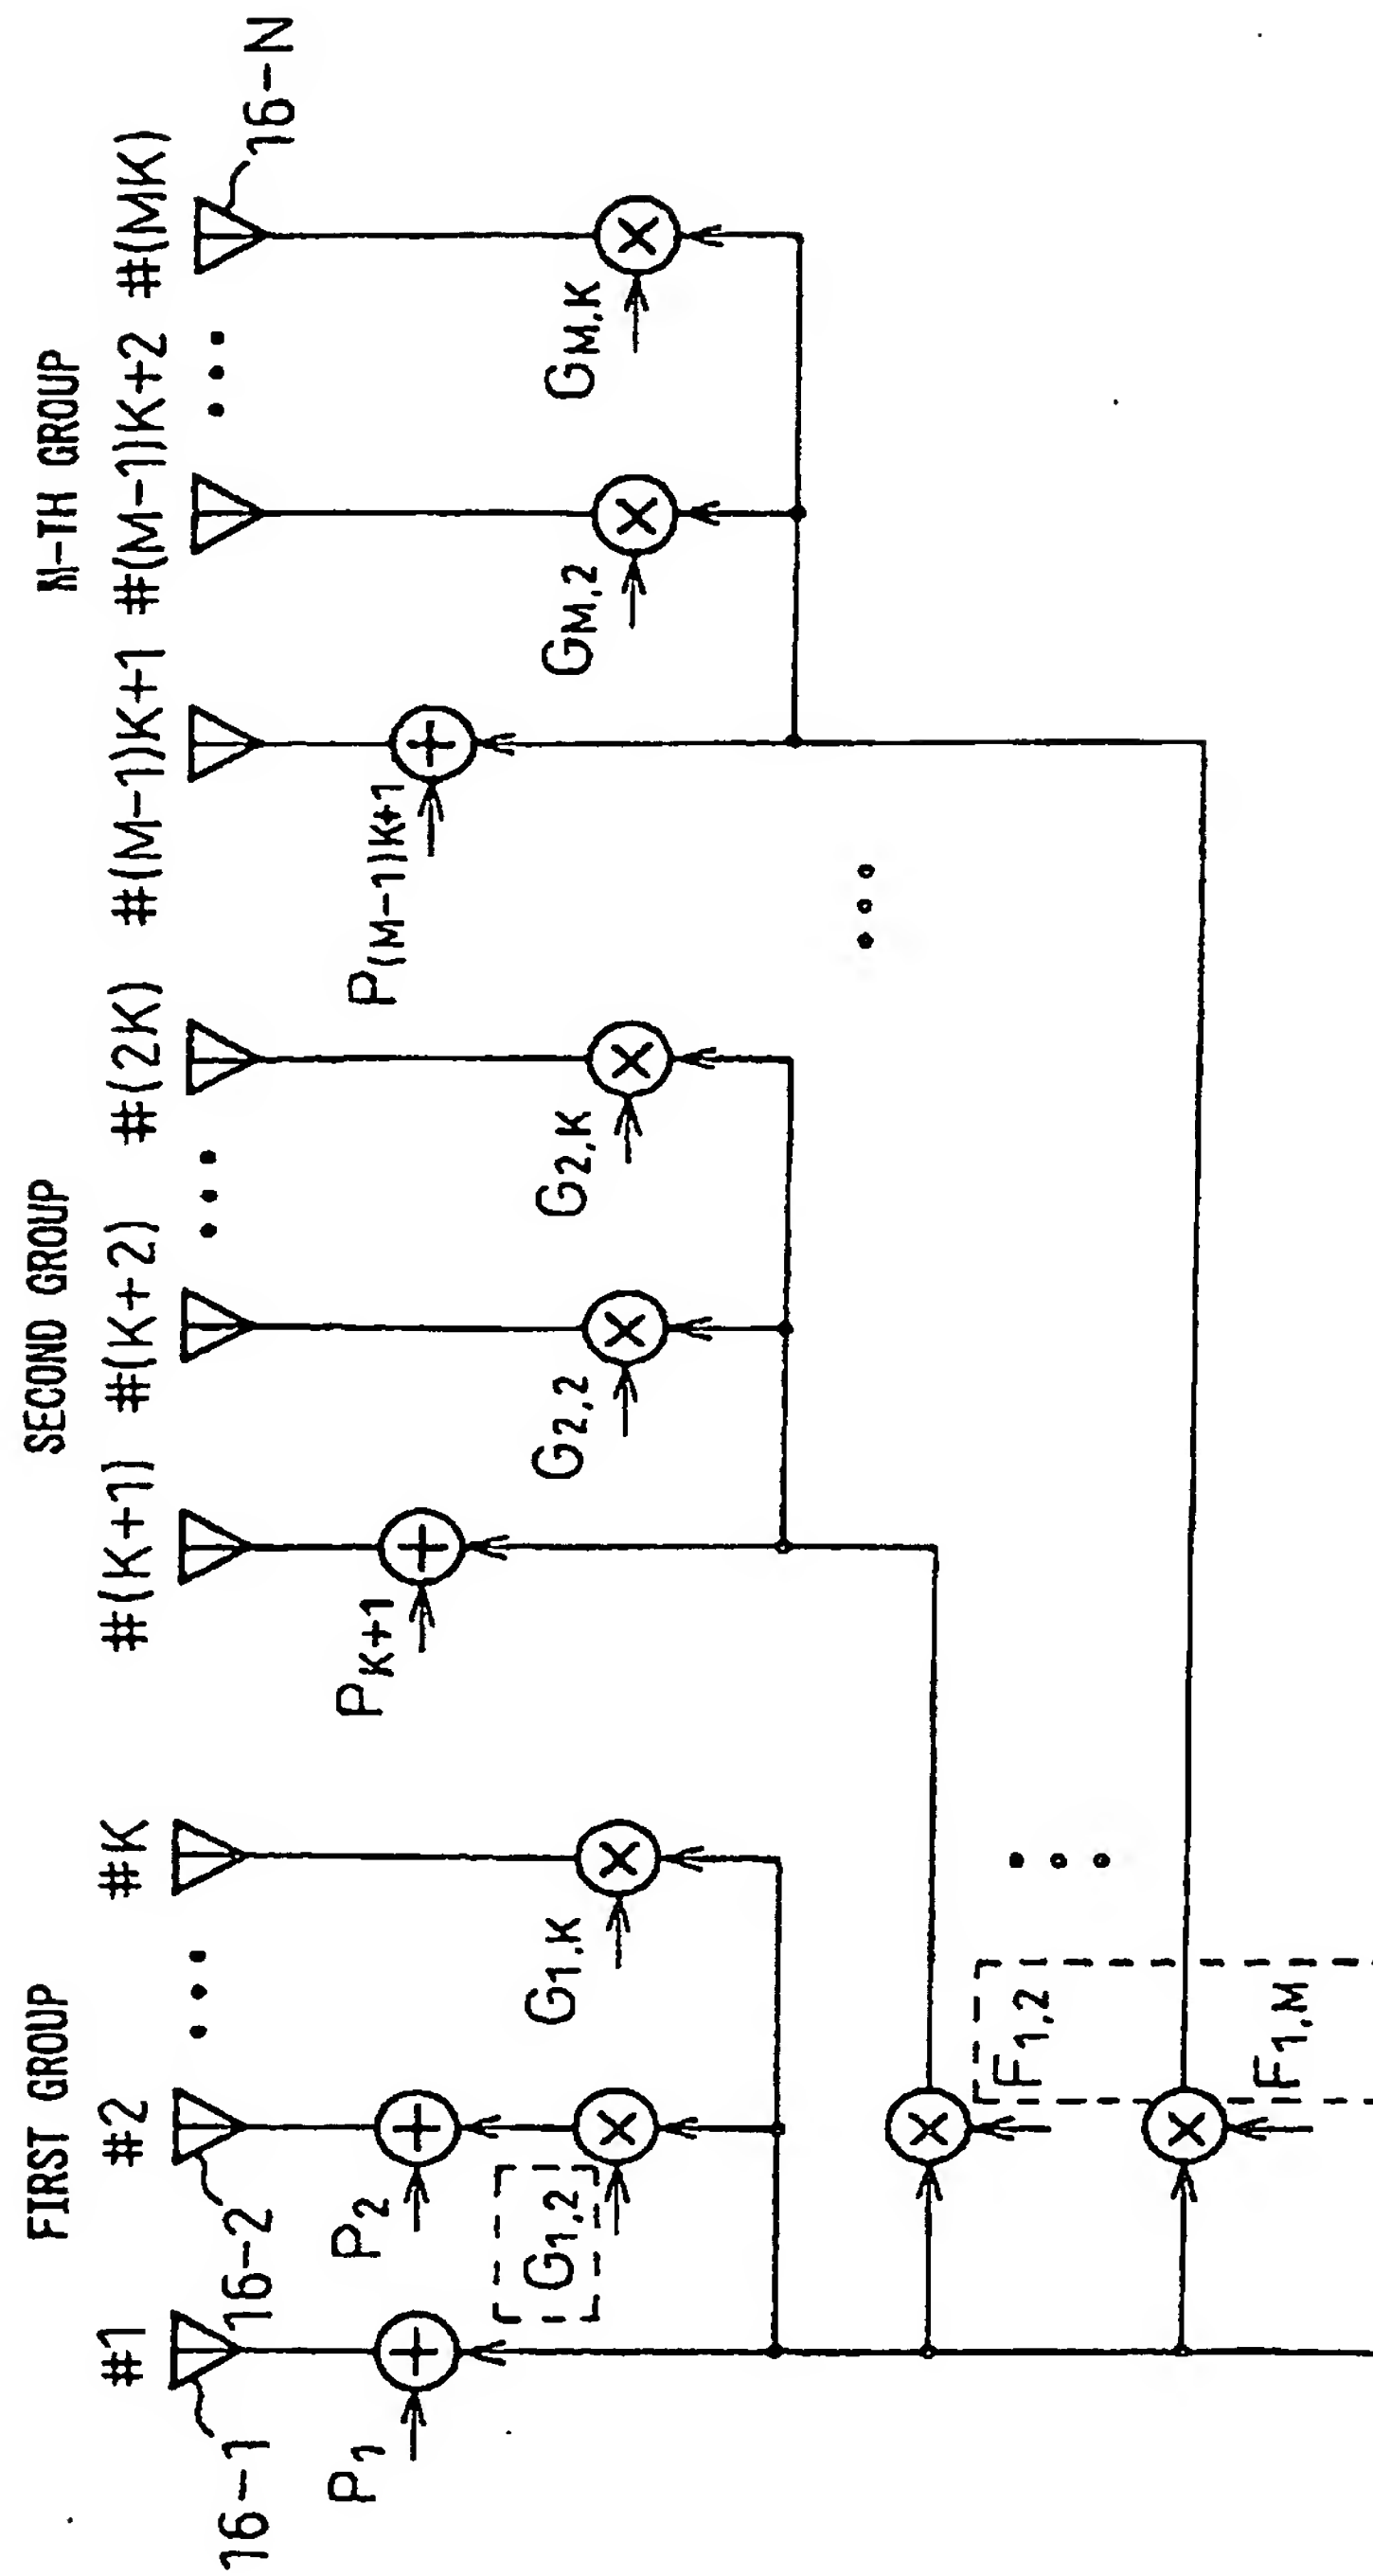 FIRST GROUP
SECOND GROUP
M-TH GROUP
#1
#2
#K
#(K+1)
#(K+2)
#(2K)
#(M-1)K+1
#(M-1)K+2
#(MK)
16-1
16-2
16-N
P1
P2
PK+1
P(M-1)K+1
G1,2
G1,K
G2,2
G2,K
GM,2
GM,K
F1,2
F1,M